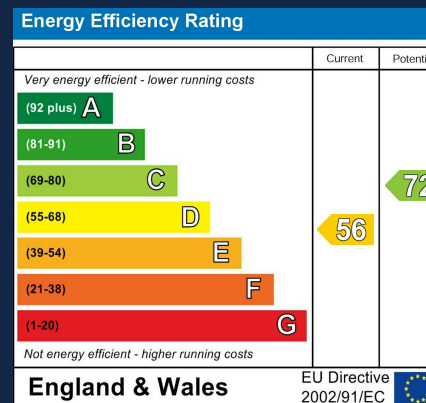 Energy Efficiency Rating
Current
Very energy efficient - lower running costs
(92 plus) A
(81-91) B
(69-80) C
72
(55-68) D
56
(39-54) E
(21-38) F
(1-20) G
Not energy efficient - higher running costs
England & Wales
EU Directive
2002/91/EC